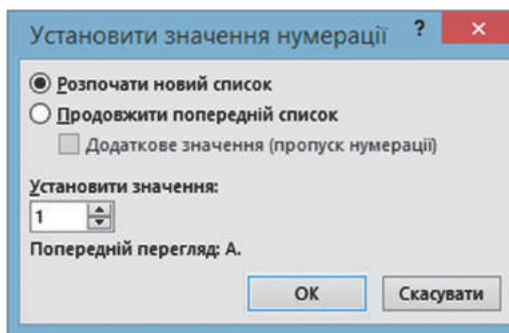 Установити значення нумерації ? ×
Розпочати новий список
Продовжити попередній список
Додаткове значення (пропуск нумерації)
Установити значення:
1
Попередній перегляд: A.
ОК Скасувати